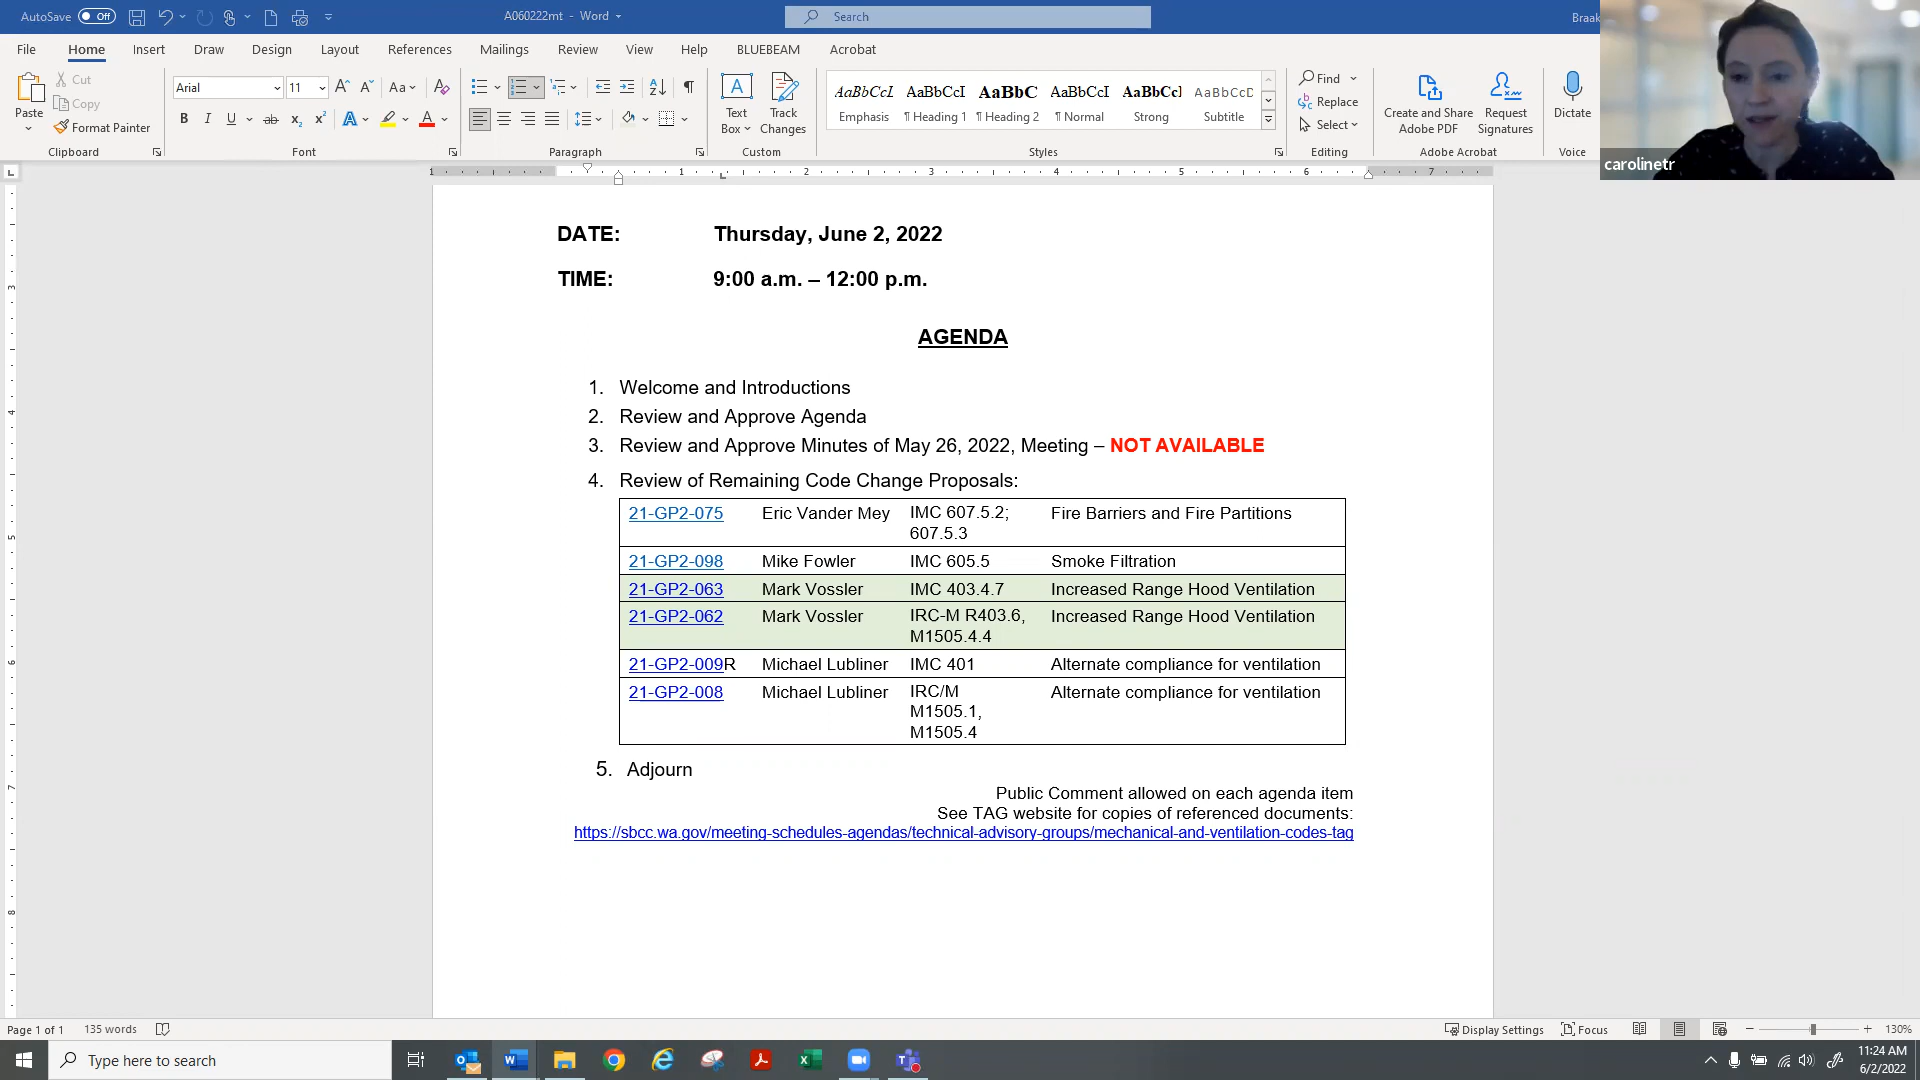 AutoSave Off A060222mt - Word Search Braak
File Home Insert Draw Design Layout References Mailings Review View Help BLUEBEAM Acrobat
Paste Cut Copy Format Painter
Arial 11 Aa
Text Box Track Changes
AaBbCcI AaBbCcI AaBbC AaBbCcI AaBbCcI AaBbCcD
Emphasis ¶ Heading 1 ¶ Heading 2 ¶ Normal Strong Subtitle
Find Replace Select
Create and Share Adobe PDF Request Signatures Dictate
Clipboard Font Paragraph Custom Styles Editing Adobe Acrobat Voice
carolinetr
1 1 2 3 4 5 6 7
DATE: Thursday, June 2, 2022
TIME: 9:00 a.m. – 12:00 p.m.
AGENDA
1. Welcome and Introductions
2. Review and Approve Agenda
3. Review and Approve Minutes of May 26, 2022, Meeting – NOT AVAILABLE
4. Review of Remaining Code Change Proposals:
21-GP2-075 Eric Vander Mey IMC 607.5.2; Fire Barriers and Fire Partitions
607.5.3
21-GP2-098 Mike Fowler IMC 605.5 Smoke Filtration
21-GP2-063 Mark Vossler IMC 403.4.7 Increased Range Hood Ventilation
21-GP2-062 Mark Vossler IRC-M R403.6, Increased Range Hood Ventilation
M1505.4.4
21-GP2-009R Michael Lubliner IMC 401 Alternate compliance for ventilation
21-GP2-008 Michael Lubliner IRC/M Alternate compliance for ventilation
M1505.1,
M1505.4
5. Adjourn
Public Comment allowed on each agenda item
See TAG website for copies of referenced documents:
https://sbcc.wa.gov/meeting-schedules-agendas/technical-advisory-groups/mechanical-and-ventilation-codes-tag
Page 1 of 1 135 words Display Settings Focus 130%
Type here to search 11:24 AM
6/2/2022